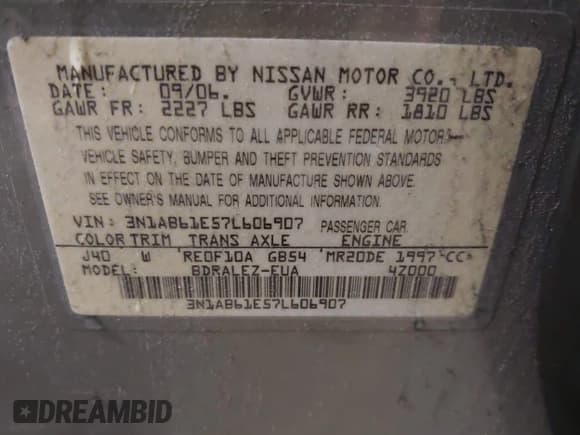 MANUFACTURED BY NISSAN MOTOR CO., LTD.
DATE: 09/06. GVWR: 3920 LBS
GAWR FR: 2227 LBS GAWR RR: 1810 LBS
THIS VEHICLE CONFORMS TO ALL APPLICABLE FEDERAL MOTOR
VEHICLE SAFETY, BUMPER AND THEFT PREVENTION STANDARDS
IN EFFECT ON THE DATE OF MANUFACTURE SHOWN ABOVE.
SEE OWNER'S MANUAL FOR ADDITIONAL INFORMATION.
VIN: 3N1AB61E57L606907 PASSENGER CAR
COLOR TRIM TRANS AXLE ENGINE
J40 W RE0F10A GB54 MR20DE 1997 CC
MODEL: BDRALEZ-EUA 4Z000
3N1AB61E57L606907
DREAMBID